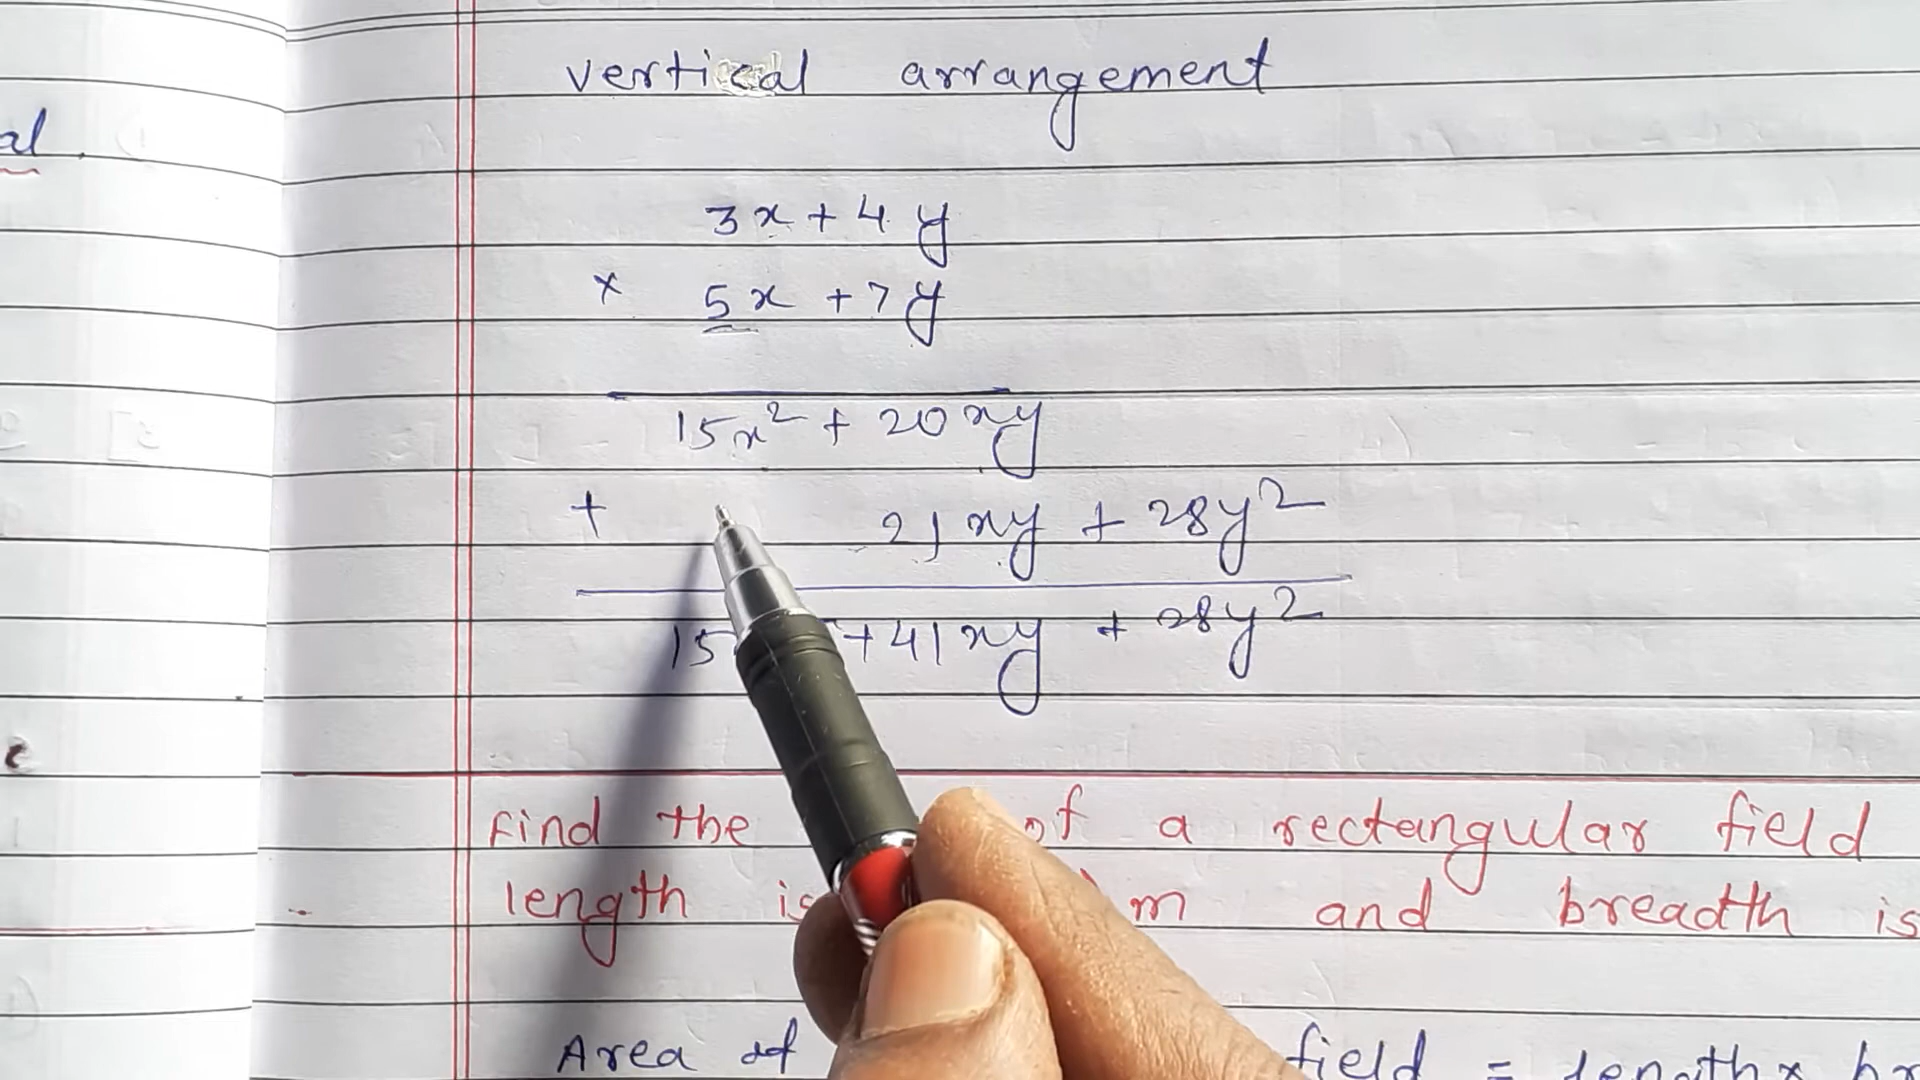 al.
vertical arrangement
3x + 4y
× 5x + 7y
15x² + 20xy
+ 21xy + 28y²
15 + 41xy + 28y²
Find the of a rectangular field
length is m and breadth is
Area of field = length ×